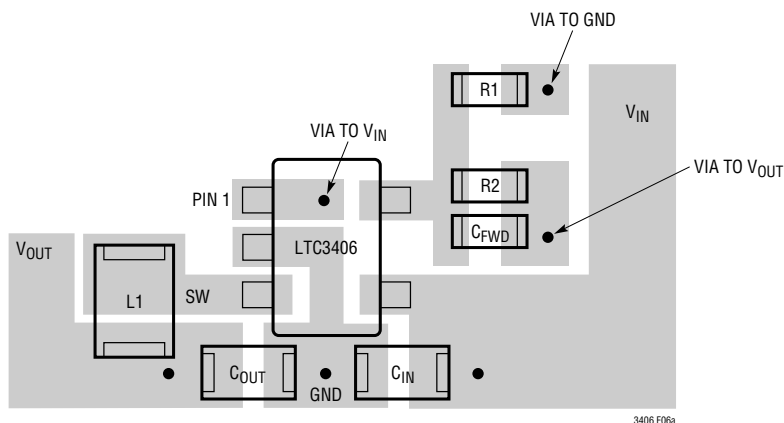 VIA TO GND
R1
VIN
VIA TO VIN
R2
VIA TO VOUT
PIN 1
CFWD
LTC3406
VOUT
L1
SW
COUT
GND
CIN
3406 F06a